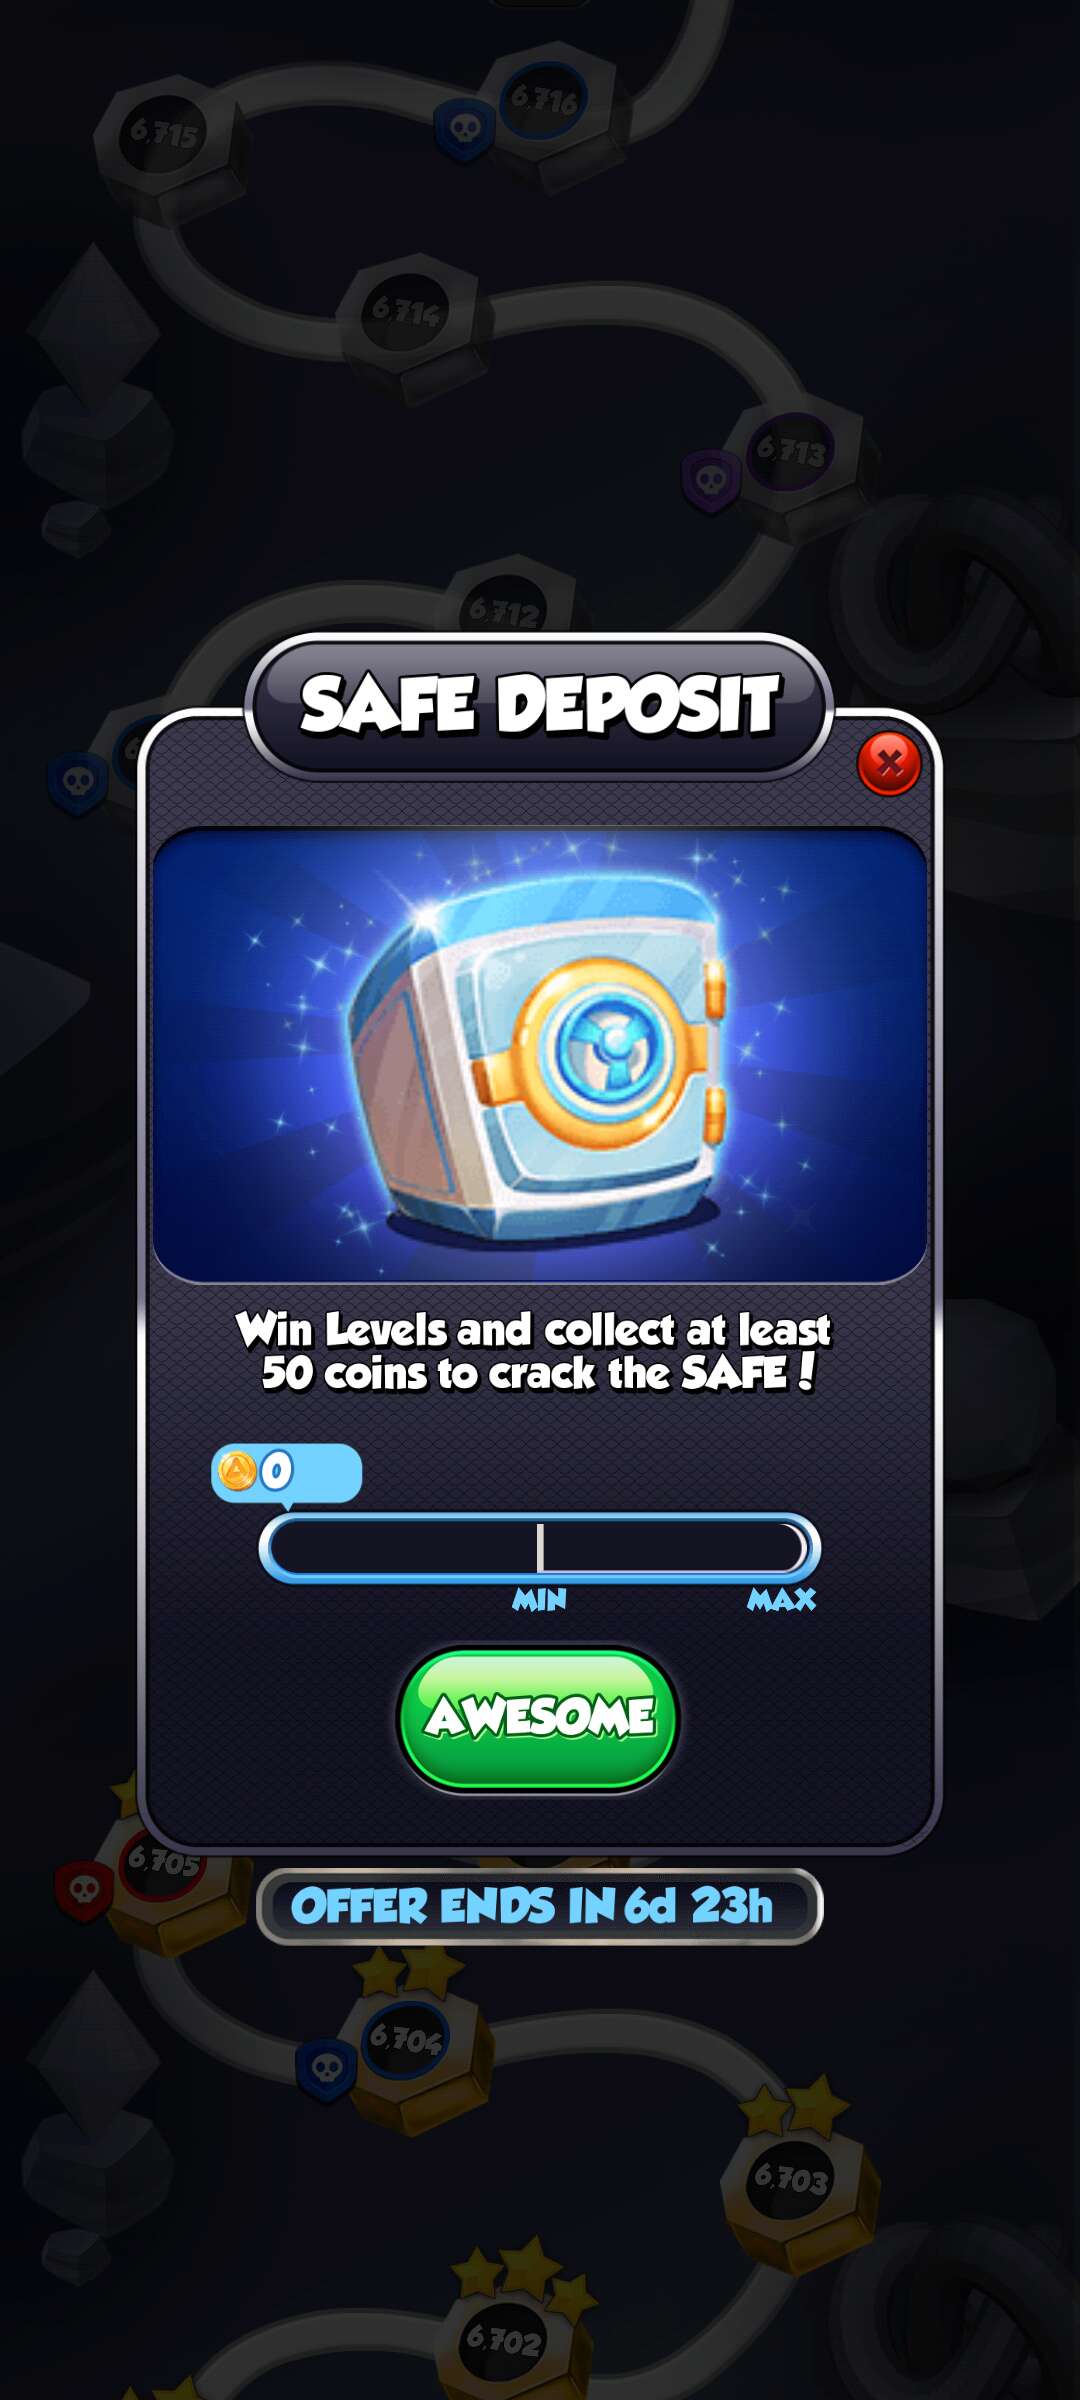 6,716
6,715
6,714
6,713
6,712
SAFE DEPOSIT
Win Levels and collect at least
50 coins to crack the SAFE!
0
MIN
MAX
AWESOME
6,705
OFFER ENDS IN 6d 23h
6,704
6,703
6,702